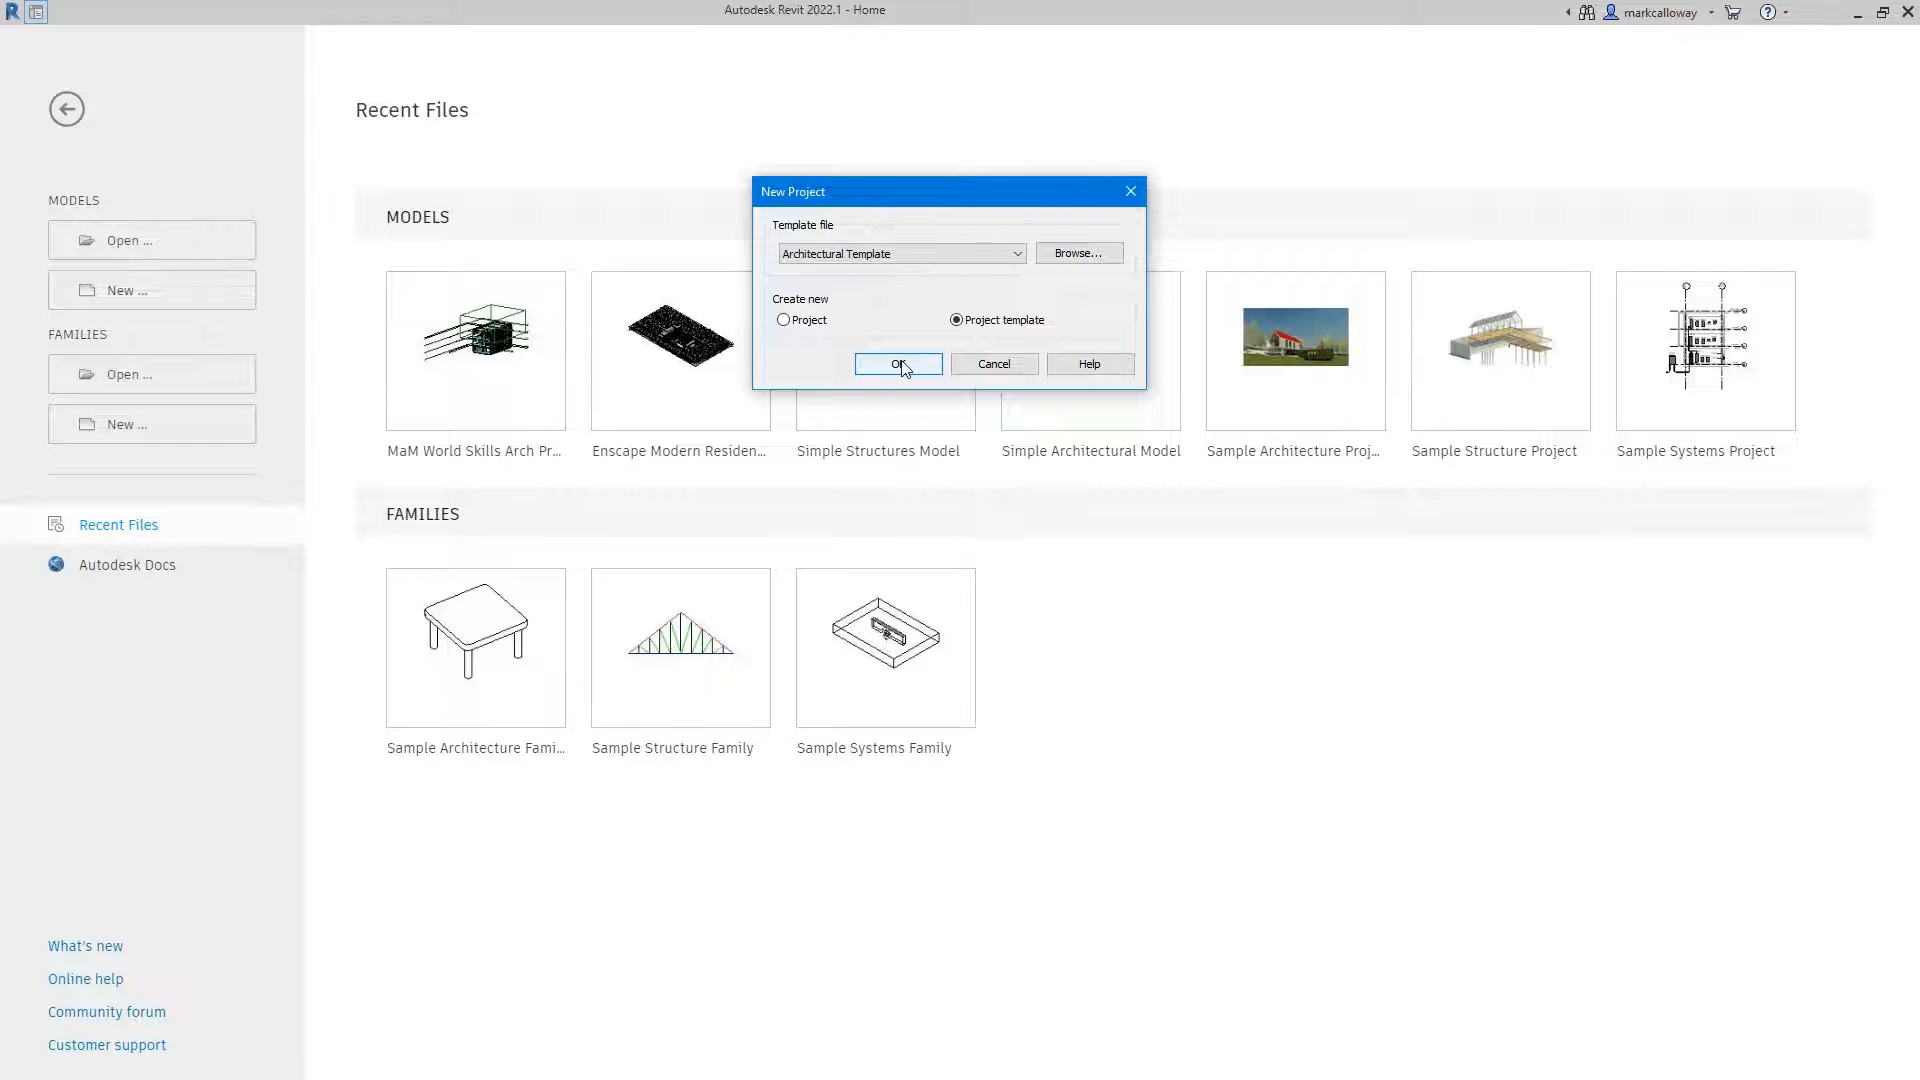 Autodesk Revit 2022.1 - Home
markcalloway
Recent Files
MODELS
Open ...
New ...
FAMILIES
Open ...
New ...
Recent Files
Autodesk Docs
What's new
Online help
Community forum
Customer support
MODELS
MaM World Skills Arch Pr...
Enscape Modern Residen...
Simple Structures Model
Simple Architectural Model
Sample Architecture Proj...
Sample Structure Project
Sample Systems Project
FAMILIES
Sample Architecture Fami...
Sample Structure Family
Sample Systems Family
New Project
Template file
Architectural Template
Browse...
Create new
Project
Project template
OK
Cancel
Help